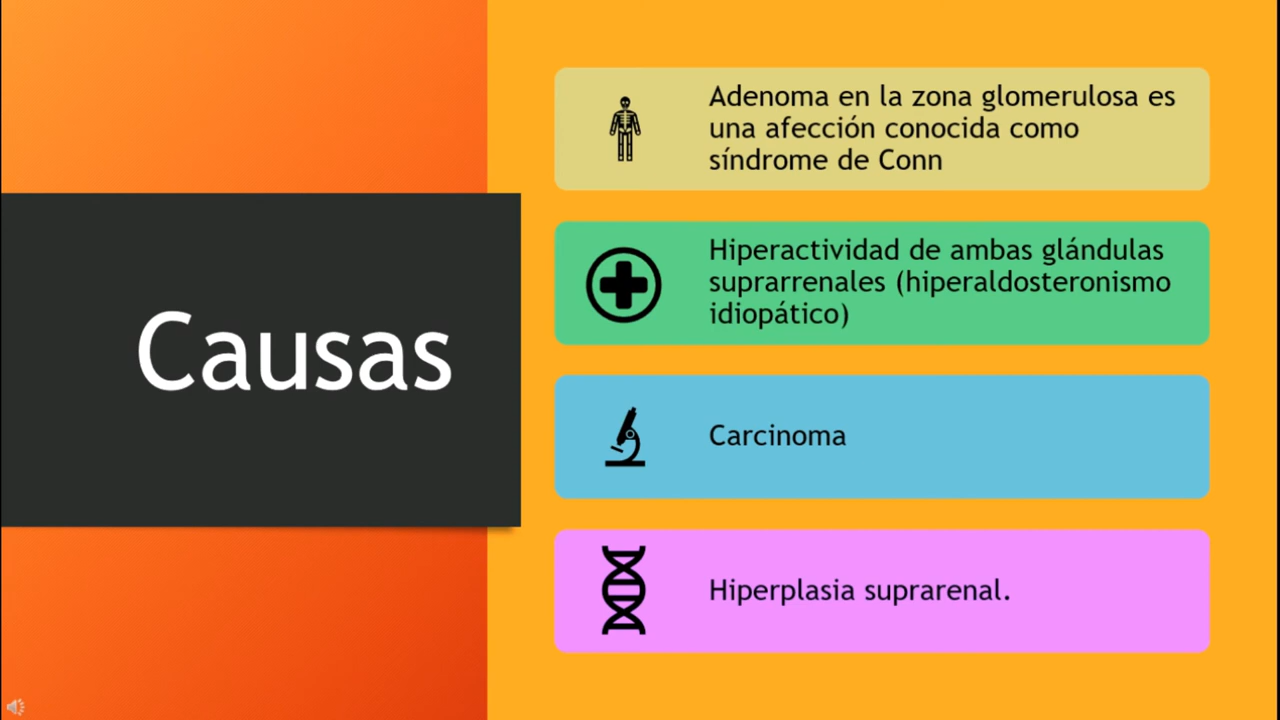 Causas
Adenoma en la zona glomerulosa es
una afección conocida como
síndrome de Conn
Hiperactividad de ambas glándulas
suprarrenales (hiperaldosteronismo
idiopático)
Carcinoma
Hiperplasia suprarenal.